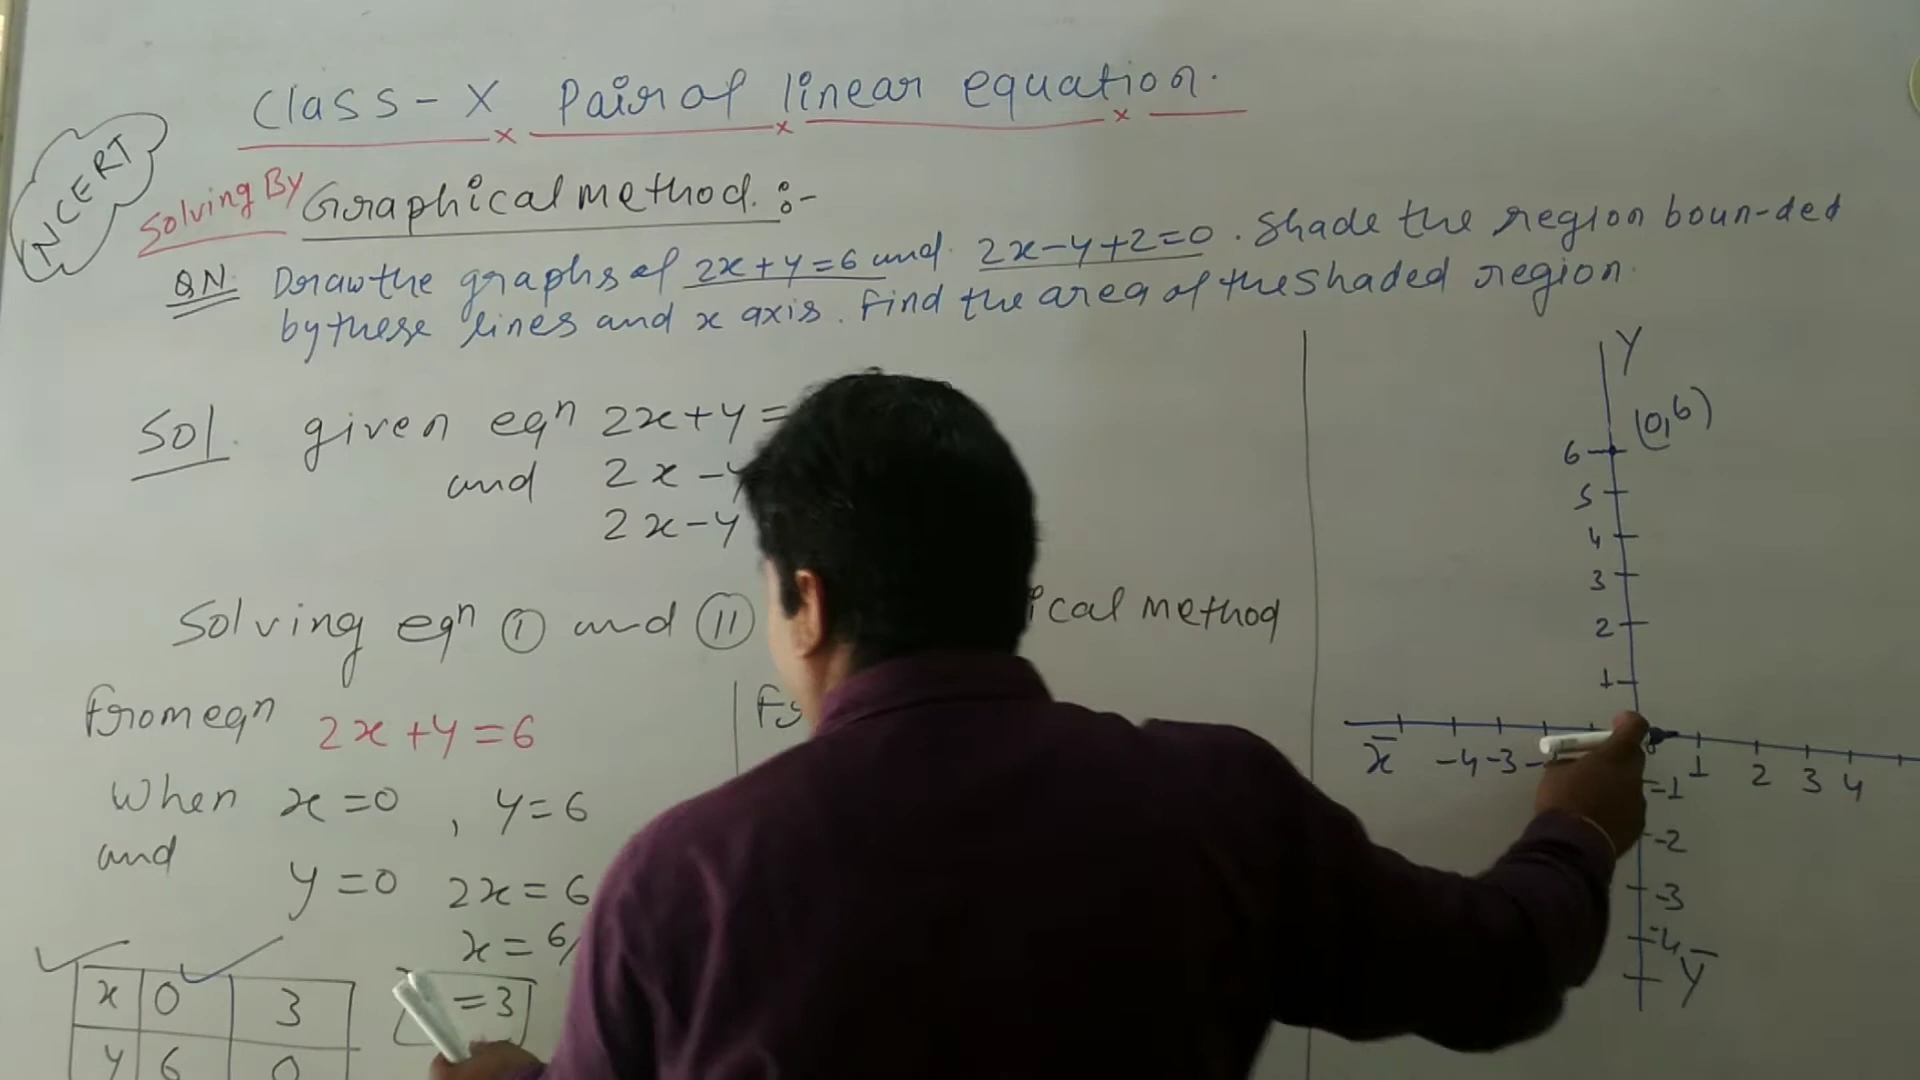 Class - X Pair of linear equation.
NCERT
Solving By Graphical method :-
QN. Draw the graphs of 2x+y=6 and 2x-y+2=0. Shade the region boun-ded
by these lines and x axis. Find the area of the shaded region.
Sol. given eqn 2x+y=
and 2x-y
2x-y
Solving eqn (I) and (II) ical method
From eqn 2x+y=6
When x=0, y=6
and y=0 2x=6
x=6/
=3
x 0 3
y 6 0
Y
(0,6)
6
5
4
3
2
1
x̄ -4 -3 1 2 3 4
-1
-2
-3
-4
Ȳ